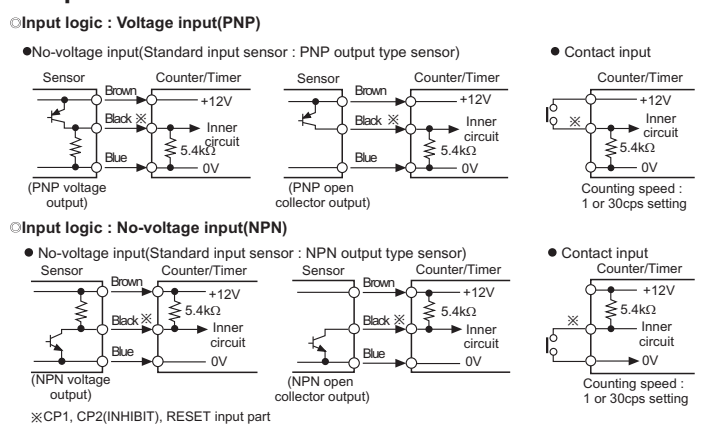 ◎Input logic : Voltage input(PNP)
●No-voltage input(Standard input sensor : PNP output type sensor)
● Contact input
Sensor
Counter/Timer
Brown
+12V
Black ※
Inner
circuit
5.4kΩ
Blue
0V
(PNP voltage
output)
Sensor
Counter/Timer
Brown
+12V
Black ※
Inner
circuit
5.4kΩ
Blue
0V
(PNP open
collector output)
Counter/Timer
+12V
※
Inner
circuit
5.4kΩ
0V
Counting speed :
1 or 30cps setting
◎Input logic : No-voltage input(NPN)
● No-voltage input(Standard input sensor : NPN output type sensor)
● Contact input
Sensor
Counter/Timer
Brown
+12V
5.4kΩ
Black ※
Inner
circuit
Blue
0V
(NPN voltage
output)
Sensor
Counter/Timer
Brown
+12V
5.4kΩ
Black ※
Inner
circuit
Blue
0V
(NPN open
collector output)
Counter/Timer
+12V
5.4kΩ
※
Inner
circuit
0V
Counting speed :
1 or 30cps setting
※CP1, CP2(INHIBIT), RESET input part